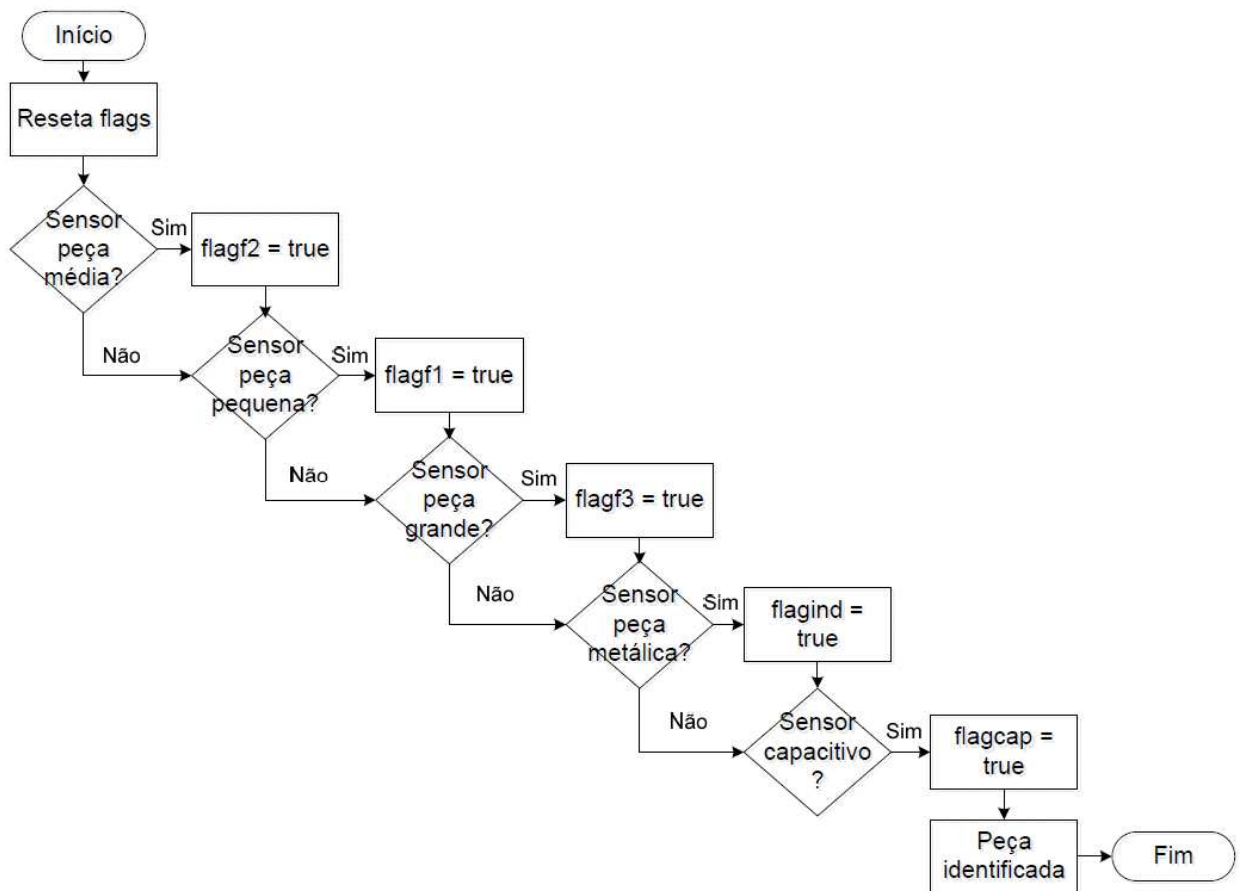 Início
Reseta flags
Sensor
peça
média?
Sim
flagf2 = true
Não
Sensor
peça
pequena?
Sim
flagf1 = true
Não
Sensor
peça
grande?
Sim
flagf3 = true
Não
Sensor
peça
metálica?
Sim
flagind =
true
Não
Sensor
capacitivo
?
Sim
flagcap =
true
Peça
identificada
Fim